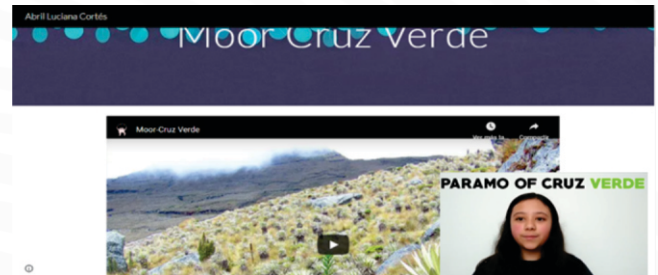 Abril Luciana Cortés
Moor Cruz Verde
Moor-Cruz Verde
Ver más ta... Compartir
PARAMO OF CRUZ VERDE